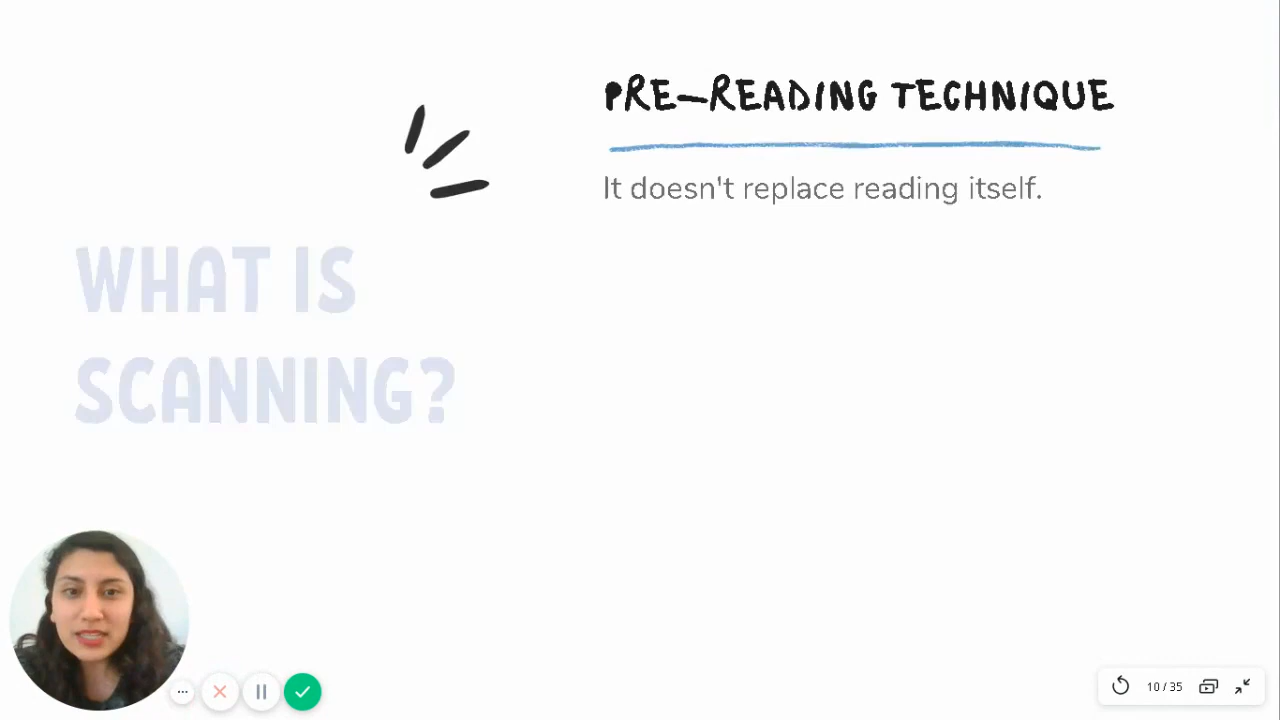 PRE-READING TECHNIQUE
It doesn't replace reading itself.
WHAT IS
SCANNING?
10 / 35